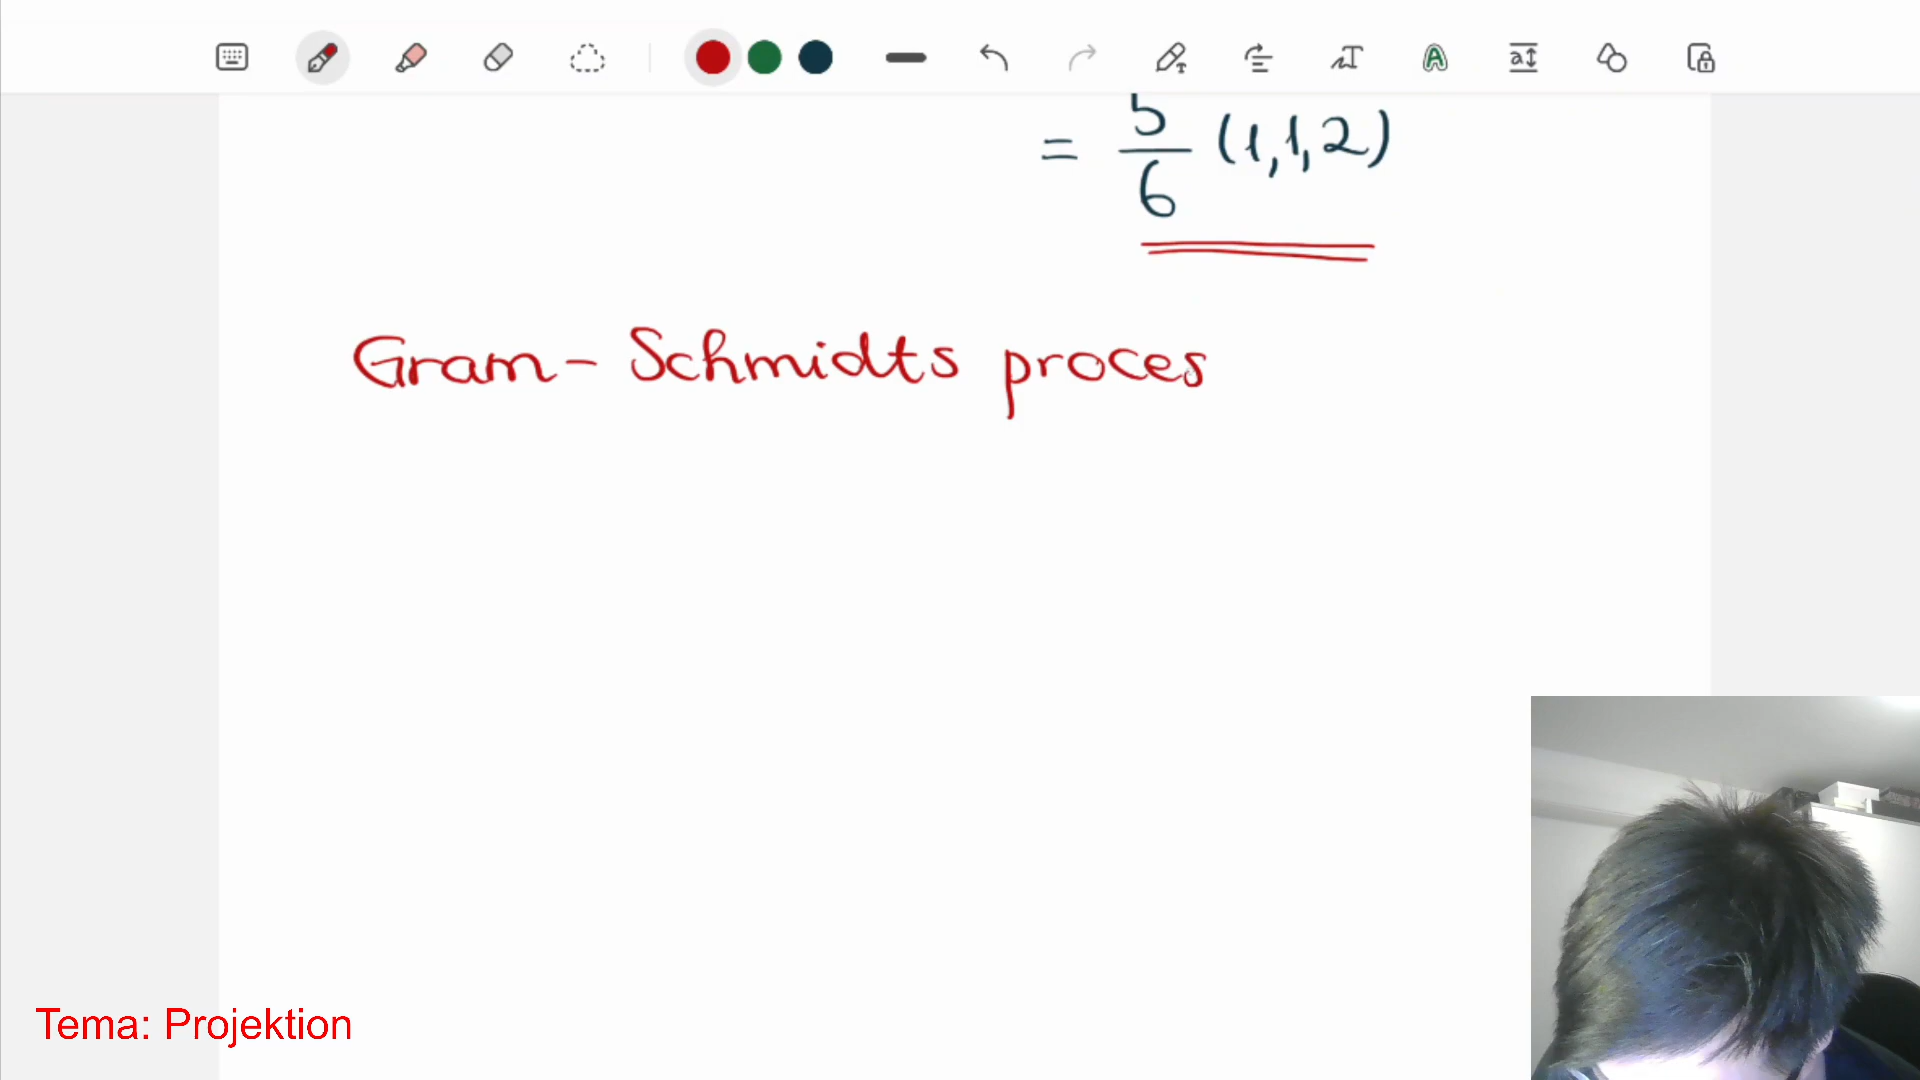 = 5/6 (1,1,2)
Gram-Schmidts proces
Tema: Projektion